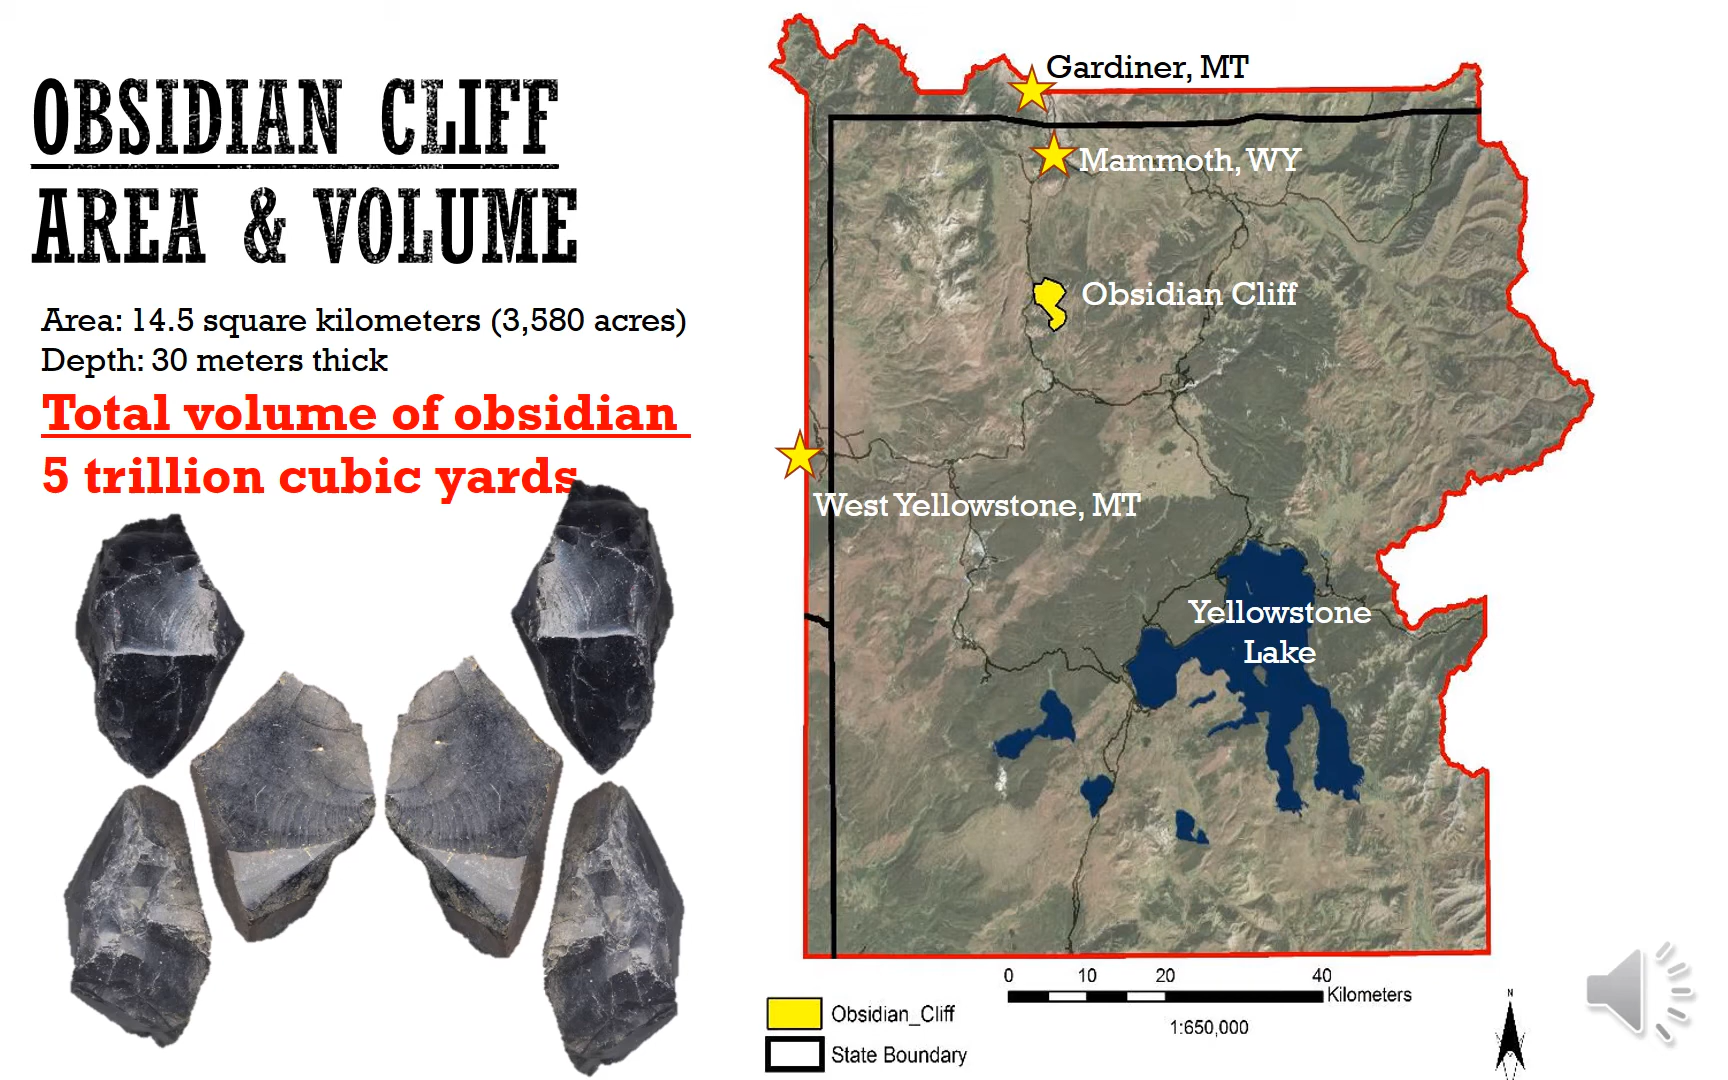 OBSIDIAN CLIFF
AREA & VOLUME
Area: 14.5 square kilometers (3,580 acres)
Depth: 30 meters thick
Total volume of obsidian
5 trillion cubic yards
Gardiner, MT
Mammoth, WY
Obsidian Cliff
West Yellowstone, MT
Yellowstone
Lake
0 10 20 40
Kilometers
1:650,000
N
Obsidian_Cliff
State Boundary